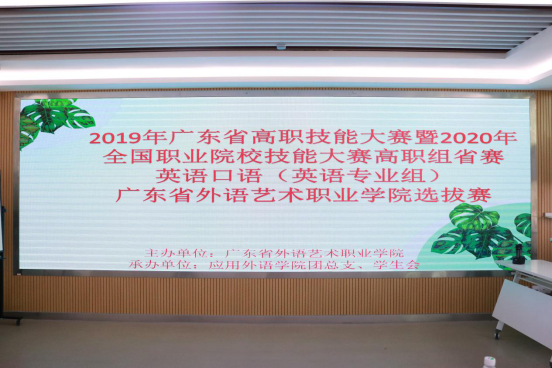 2019年广东省高职技能大赛暨2020年
全国职业院校技能大赛高职组省赛
英语口语（英语专业组）
广东省外语艺术职业学院选拔赛
主办单位：广东省外语艺术职业学院
承办单位：应用外语学院团总支、学生会